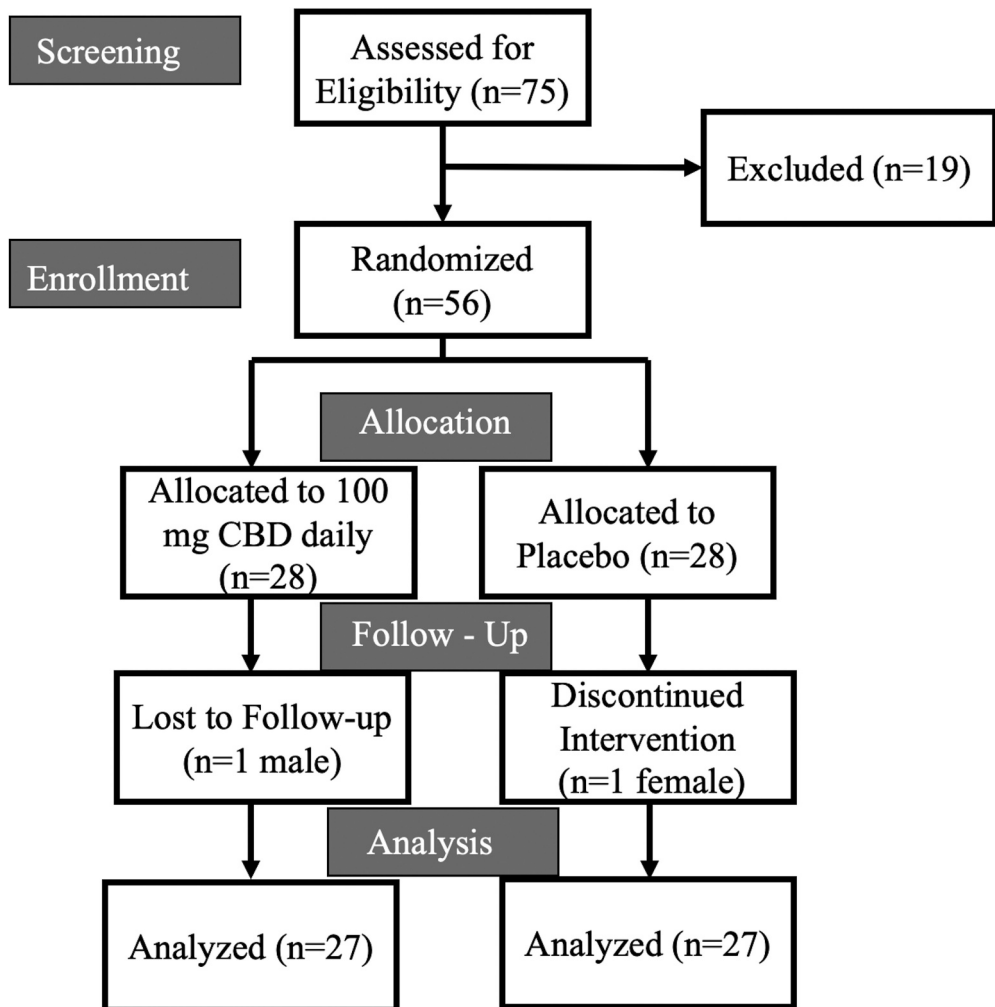 Screening
Assessed for
Eligibility (n=75)
Excluded (n=19)
Enrollment
Randomized
(n=56)
Allocation
Allocated to 100
mg CBD daily
(n=28)
Allocated to
Placebo (n=28)
Follow - Up
Lost to Follow-up
(n=1 male)
Discontinued
Intervention
(n=1 female)
Analysis
Analyzed (n=27)
Analyzed (n=27)